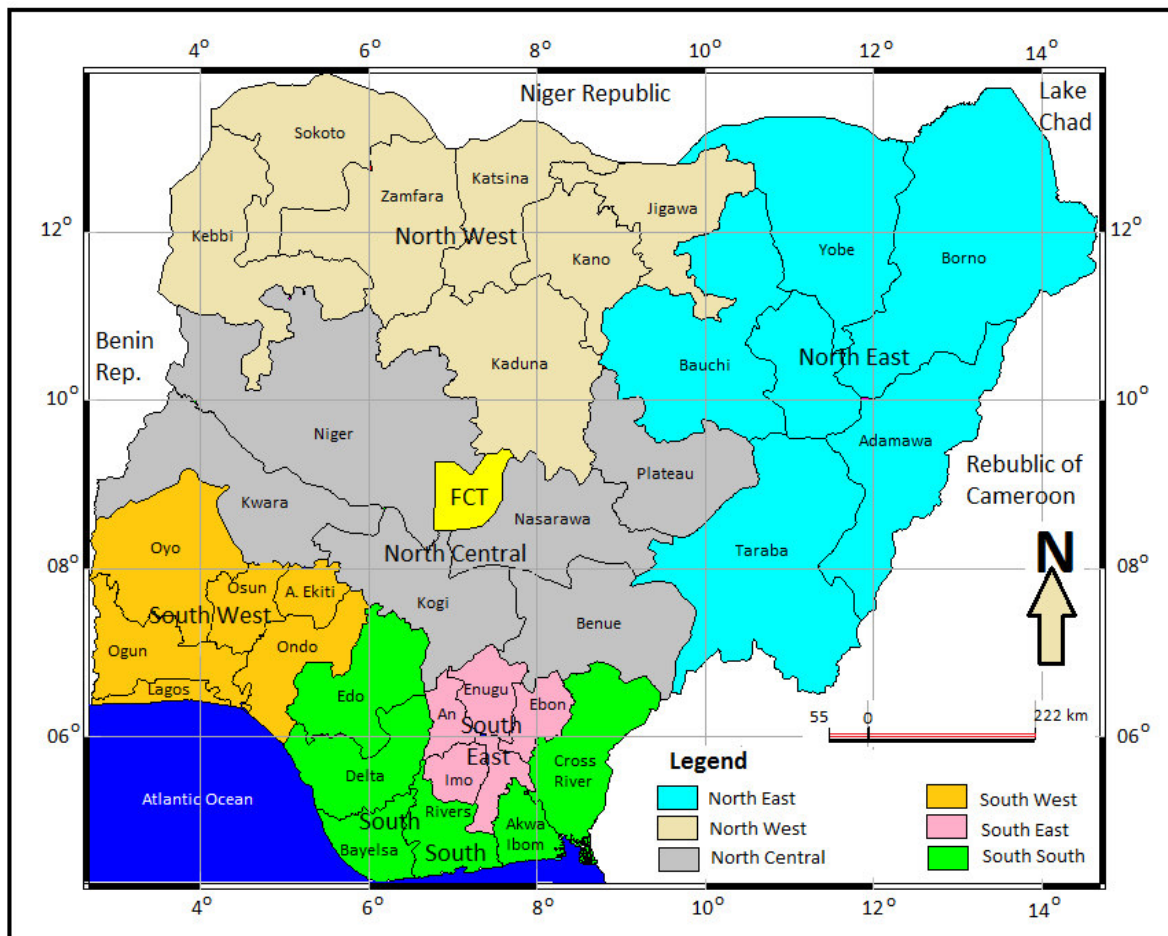 4° 6° 8° 10° 12° 14°
Niger Republic
Lake
Chad
Sokoto
Katsina
Zamfara
Jigawa
12°
Kebbi
North West
Kano
Yobe
Borno
12°
Benin
Rep.
Kaduna
Bauchi
North East
10°
10°
Niger
Adamawa
Plateau
Rebublic of
Cameroon
FCT
Kwara
Nasarawa
North Central
Oyo
Taraba
N
08°
08°
Osun
A. Ekiti
South West
Kogi
Benue
Ogun
Ondo
Lagos
Edo
Enugu
An
Ebon
South
East
55 0 222 km
06°
06°
Delta
Imo
Cross
River
Atlantic Ocean
Rivers
South
Akwa
Ibom
Bayelsa
South
Legend
North East
North West
North Central
South West
South East
South South
4° 6° 8° 10° 12° 14°